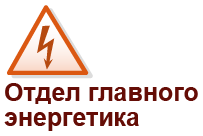 Отдел главного
энергетика